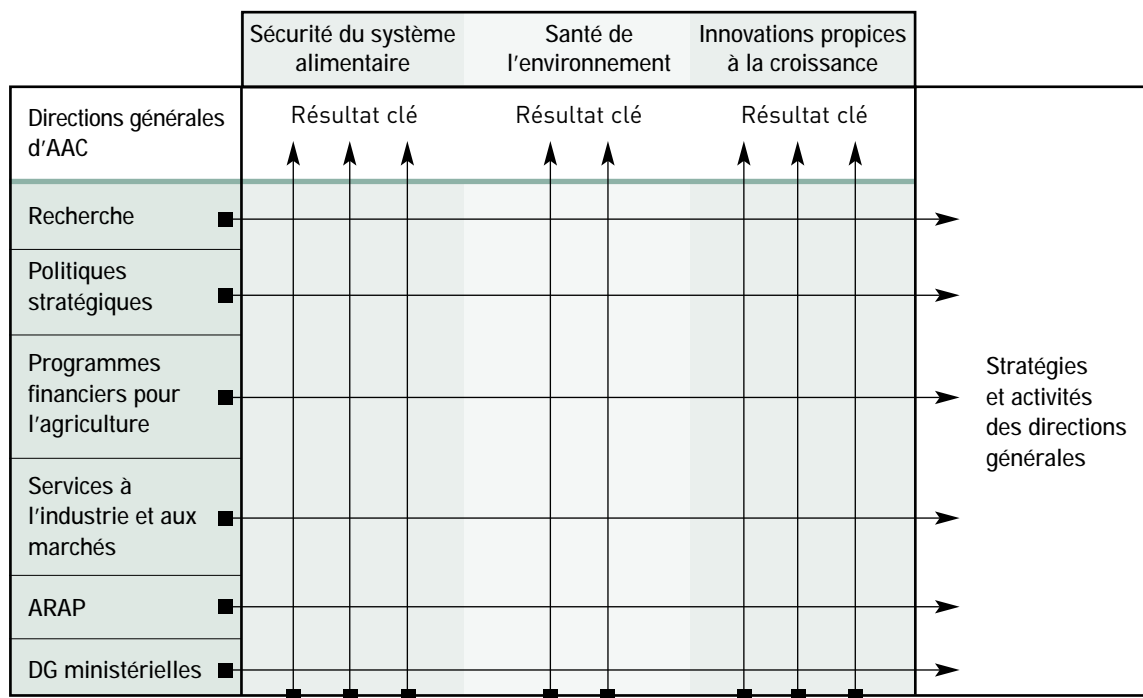 Sécurité du système
alimentaire
Santé de
l'environnement
Innovations propices
à la croissance
Directions générales
d'AAC
Résultat clé
Résultat clé
Résultat clé
Recherche
Politiques
stratégiques
Programmes
financiers pour
l'agriculture
Services à
l'industrie et aux
marchés
ARAP
DG ministérielles
Stratégies
et activités
des directions
générales